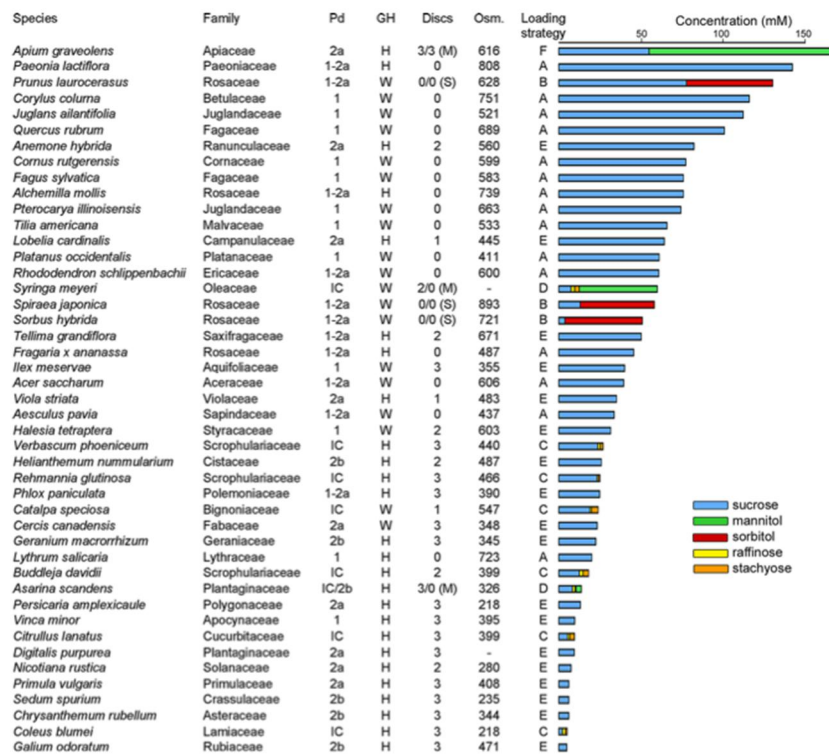 Species Family Pd GH Discs Osm. Loading strategy Concentration (mM)
50 100 150
Apium graveolens Apiaceae 2a H 3/3 (M) 616 F
Paeonia lactiflora Paeoniaceae 1-2a H 0 808 A
Prunus laurocerasus Rosaceae 1-2a W 0/0 (S) 628 B
Corylus colurna Betulaceae 1 W 0 751 A
Juglans ailantifolia Juglandaceae 1 W 0 521 A
Quercus rubrum Fagaceae 1 W 0 689 A
Anemone hybrida Ranunculaceae 2a H 2 560 E
Cornus rutgerensis Cornaceae 1 W 0 599 A
Fagus sylvatica Fagaceae 1 W 0 583 A
Alchemilla mollis Rosaceae 1-2a H 0 739 A
Pterocarya illinoisensis Juglandaceae 1 W 0 663 A
Tilia americana Malvaceae 1 W 0 533 A
Lobelia cardinalis Campanulaceae 2a H 1 445 E
Platanus occidentalis Platanaceae 1 W 0 411 A
Rhododendron schlippenbachii Ericaceae 1-2a W 0 600 A
Syringa meyeri Oleaceae IC W 2/0 (M) - D
Spiraea japonica Rosaceae 1-2a W 0/0 (S) 893 B
Sorbus hybrida Rosaceae 1-2a W 0/0 (S) 721 B
Tellima grandiflora Saxifragaceae 1-2a H 2 671 E
Fragaria x ananassa Rosaceae 1-2a H 0 487 A
Ilex meservae Aquifoliaceae 1 W 3 355 E
Acer saccharum Aceraceae 1-2a W 0 606 A
Viola striata Violaceae 2a H 1 483 E
Aesculus pavia Sapindaceae 1-2a W 0 437 A
Halesia tetraptera Styracaceae 1 W 2 603 E
Verbascum phoeniceum Scrophulariaceae IC H 3 440 C
Helianthemum nummularium Cistaceae 2b H 2 487 E
Rehmannia glutinosa Scrophulariaceae IC H 3 466 C
Phlox paniculata Polemoniaceae 1-2a H 3 390 E
Catalpa speciosa Bignoniaceae IC W 1 547 C
Cercis canadensis Fabaceae 2a W 3 348 E
Geranium macrorrhizum Geraniaceae 2b H 3 345 E
Lythrum salicaria Lythraceae 1 H 0 723 A
Buddleja davidii Scrophulariaceae IC H 2 399 C
Asarina scandens Plantaginaceae IC/2b H 3/0 (M) 326 D
Persicaria amplexicaule Polygonaceae 2a H 3 218 E
Vinca minor Apocynaceae 1 H 3 395 E
Citrullus lanatus Cucurbitaceae IC H 3 399 C
Digitalis purpurea Plantaginaceae 2a H 3 - E
Nicotiana rustica Solanaceae 2a H 2 280 E
Primula vulgaris Primulaceae 2a H 3 408 E
Sedum spurium Crassulaceae 2b H 3 235 E
Chrysanthemum rubellum Asteraceae 2b H 3 344 E
Coleus blumei Lamiaceae IC H 3 218 C
Galium odoratum Rubiaceae 2b H 3 471 E
sucrose
mannitol
sorbitol
raffinose
stachyose